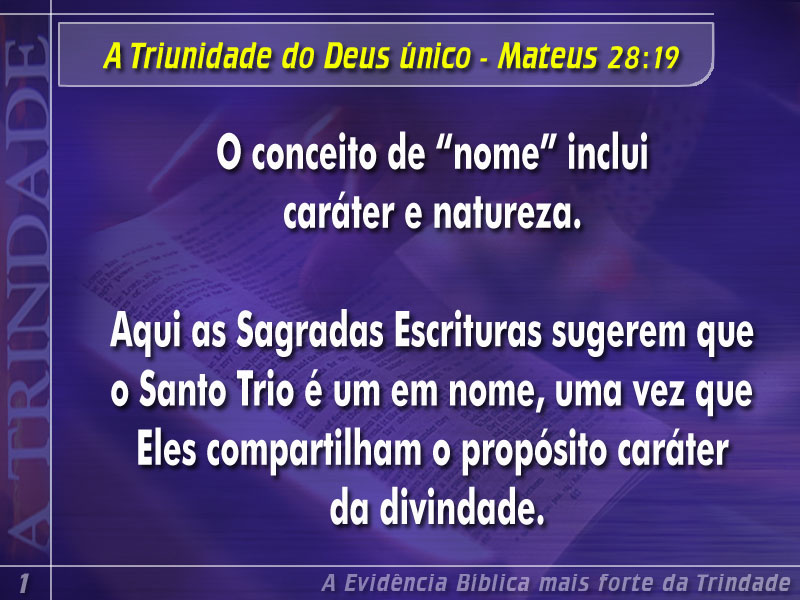 A Triunidade do Deus único - Mateus 28:19
O conceito de “nome” inclui
caráter e natureza.
Aqui as Sagradas Escrituras sugerem que
o Santo Trio é um em nome, uma vez que
Eles compartilham o propósito caráter
da divindade.
A TRINDADE
1
A Evidência Bíblica mais forte da Trindade